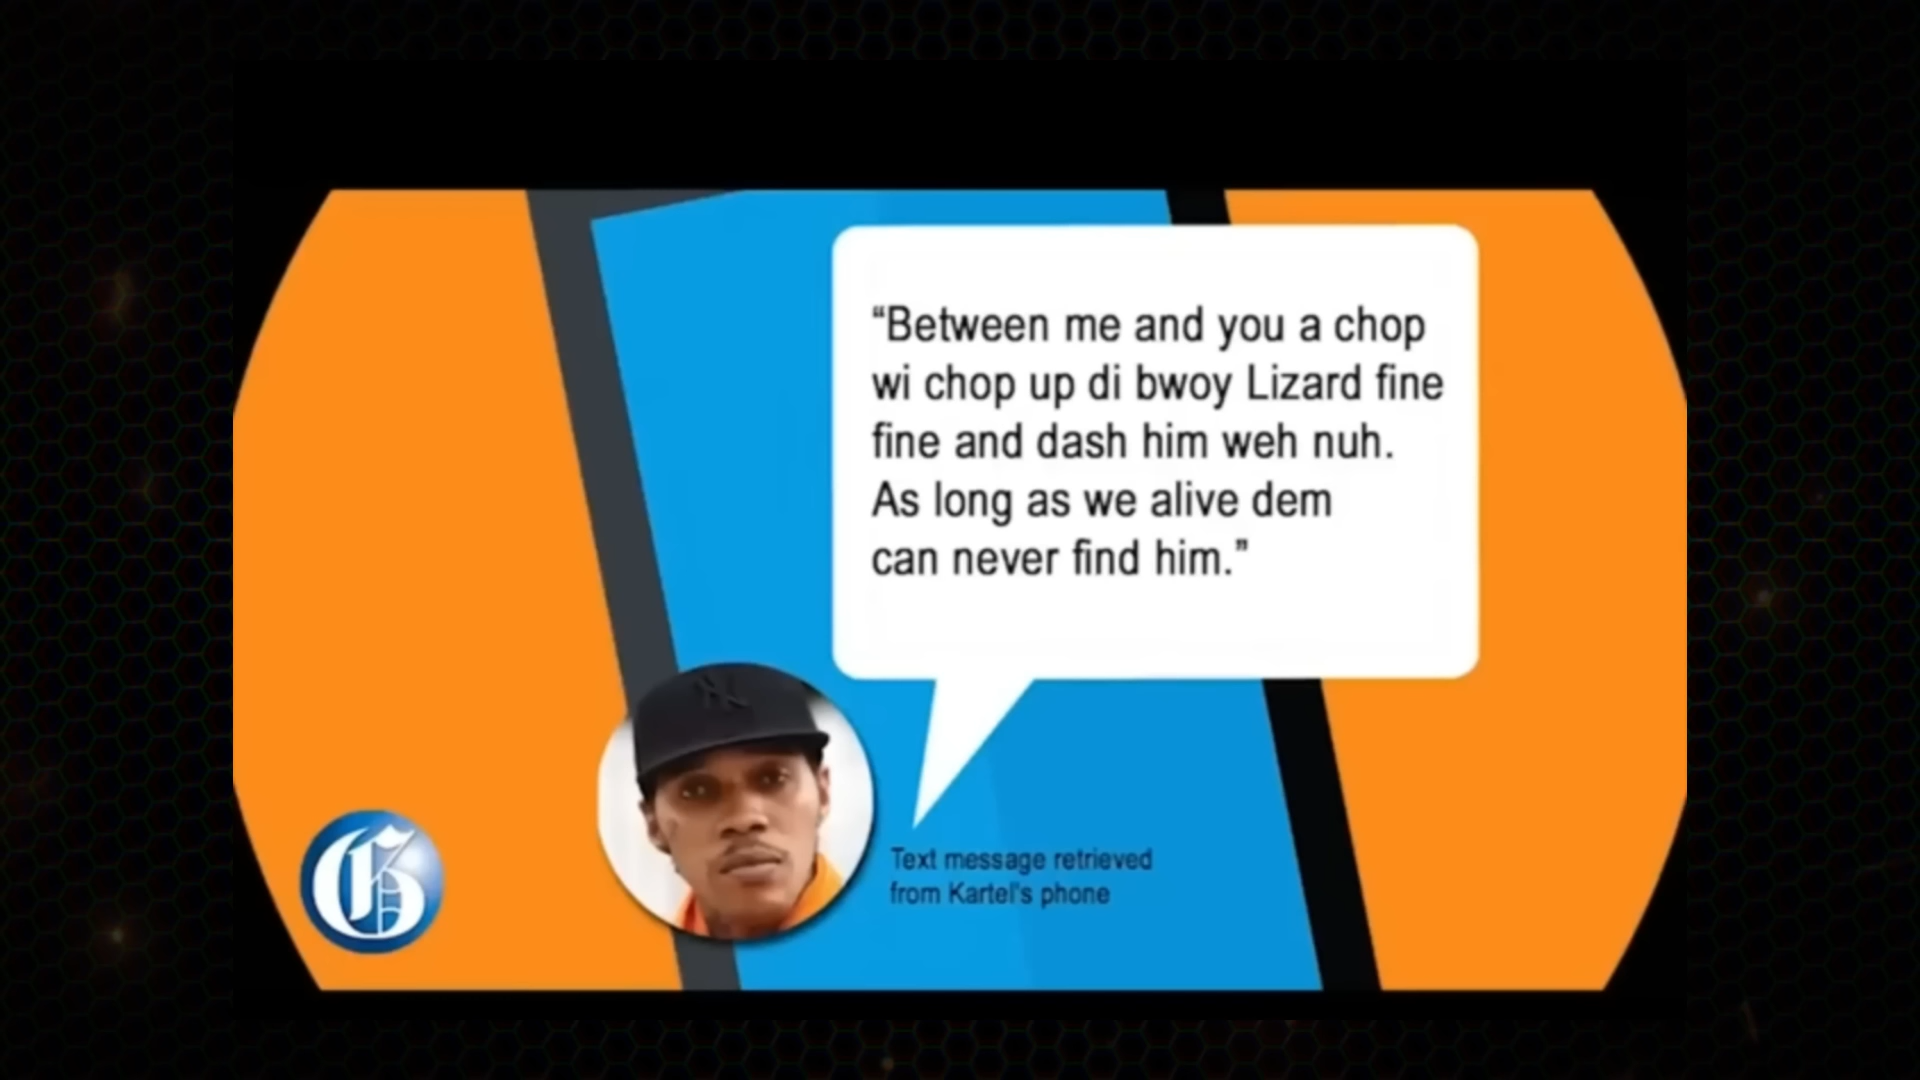 “Between me and you a chop
wi chop up di bwoy Lizard fine
fine and dash him weh nuh.
As long as we alive dem
can never find him.”
NY
Text message retrieved
from Kartel's phone
G